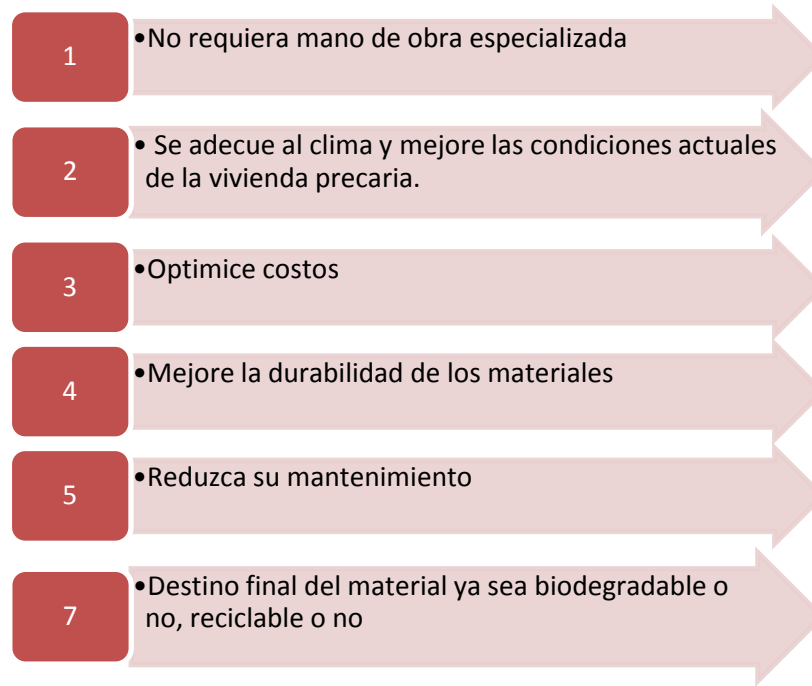 1
•No requiera mano de obra especializada
2
• Se adecue al clima y mejore las condiciones actuales
de la vivienda precaria.
3
•Optimice costos
4
•Mejore la durabilidad de los materiales
5
•Reduzca su mantenimiento
7
•Destino final del material ya sea biodegradable o
no, reciclable o no